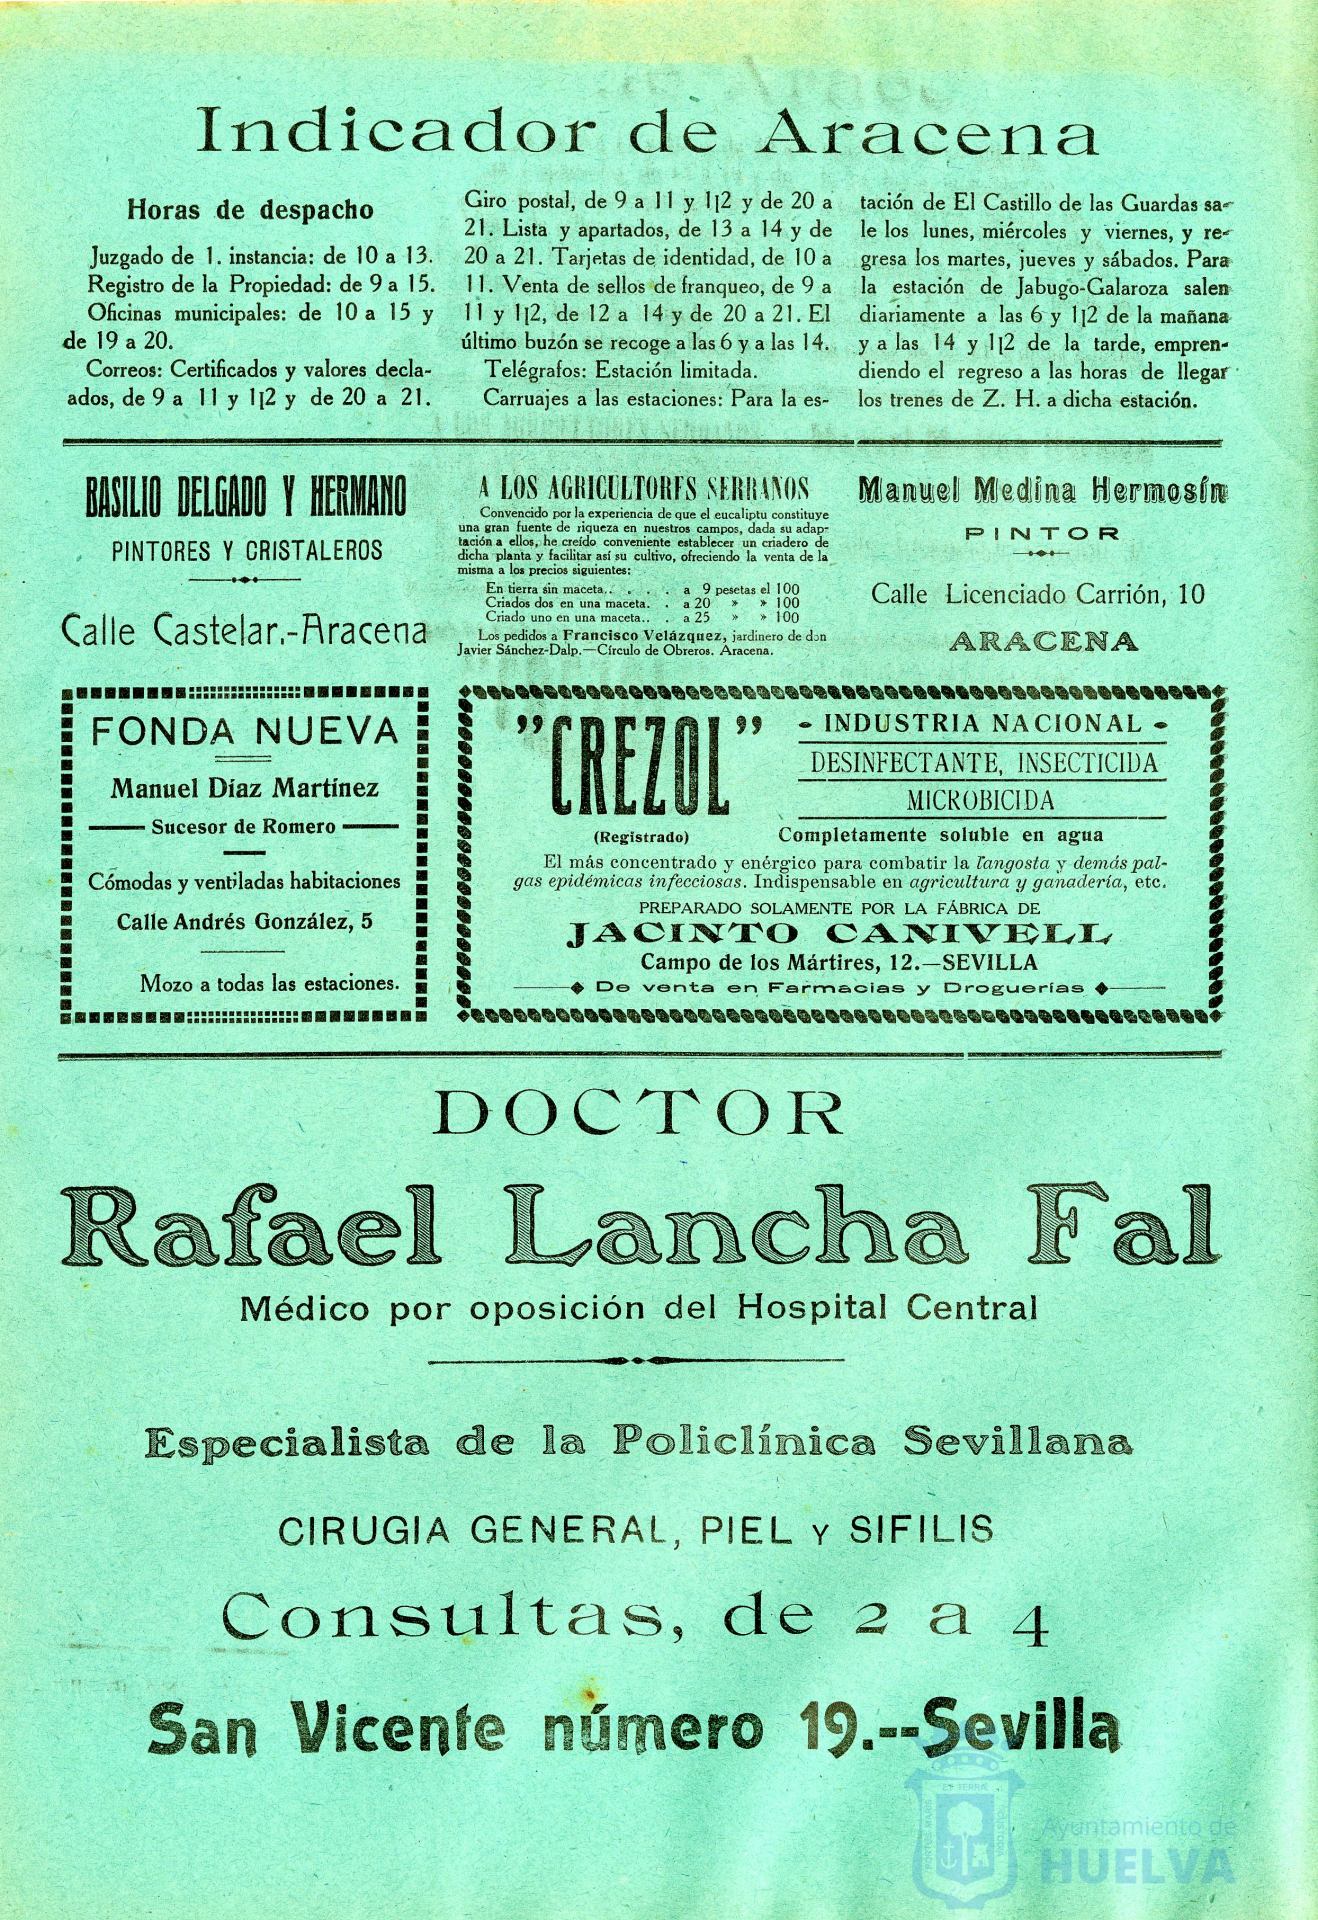 Indicador de Aracena
Horas de despacho
Juzgado de 1. instancia: de 10 a 13.
Registro de la Propiedad: de 9 a 15.
Oficinas municipales: de 10 a 15 y
de 19 a 20.
Correos: Certificados y valores decla-
ados, de 9 a 11 y 1|2 y de 20 a 21.
Giro postal, de 9 a 11 y 1|2 y de 20 a
21. Lista y apartados, de 13 a 14 y de
20 a 21. Tarjetas de identidad, de 10 a
11. Venta de sellos de franqueo, de 9 a
11 y 1|2, de 12 a 14 y de 20 a 21. El
último buzón se recoge a las 6 y a las 14.
Telégrafos: Estación limitada.
Carruajes a las estaciones: Para la es-
tación de El Castillo de las Guardas sa-
le los lunes, miércoles y viernes, y re-
gresa los martes, jueves y sábados. Para
la estación de Jabugo-Galaroza salen
diariamente a las 6 y 1|2 de la mañana
y a las 14 y 1|2 de la tarde, empren-
diendo el regreso a las horas de llegar
los trenes de Z. H. a dicha estación.
BASILIO DELGADO Y HERMANO
PINTORES Y CRISTALEROS
Calle Castelar.-Aracena
A LOS AGRICULTORES SERRANOS
Convencido por la experiencia de que el eucaliptu constituye
una gran fuente de riqueza en nuestros campos, dada su adap-
tación a ellos, he creído conveniente establecer un criadero de
dicha planta y facilitar así su cultivo, ofreciendo la venta de la
misma a los precios siguientes:
En tierra sin maceta.. . . . a 9 pesetas el 100
Criados dos en una maceta. . a 20 » » 100
Criado uno en una maceta.. . a 25 » » 100
Los pedidos a Francisco Velázquez, jardinero de don
Javier Sánchez-Dalp.—Círculo de Obreros. Aracena.
Manuel Medina Hermosín
PINTOR
Calle Licenciado Carrión, 10
ARACENA
FONDA NUEVA
Manuel Díaz Martínez
Sucesor de Romero
Cómodas y ventiladas habitaciones
Calle Andrés González, 5
Mozo a todas las estaciones.
"CREZOL"
(Registrado)
- INDUSTRIA NACIONAL -
DESINFECTANTE, INSECTICIDA
MICROBICIDA
Completamente soluble en agua
El más concentrado y enérgico para combatir la langosta y demás pal-
gas epidémicas infecciosas. Indispensable en agricultura y ganadería, etc.
PREPARADO SOLAMENTE POR LA FÁBRICA DE
JACINTO CANIVELL
Campo de los Mártires, 12.—SEVILLA
De venta en Farmacias y Droguerías
DOCTOR
Rafael Lancha Fal
Médico por oposición del Hospital Central
Especialista de la Policlínica Sevillana
CIRUGIA GENERAL, PIEL Y SIFILIS
Consultas, de 2 a 4
San Vicente número 19.--Sevilla
Ayuntamiento de
HUELVA